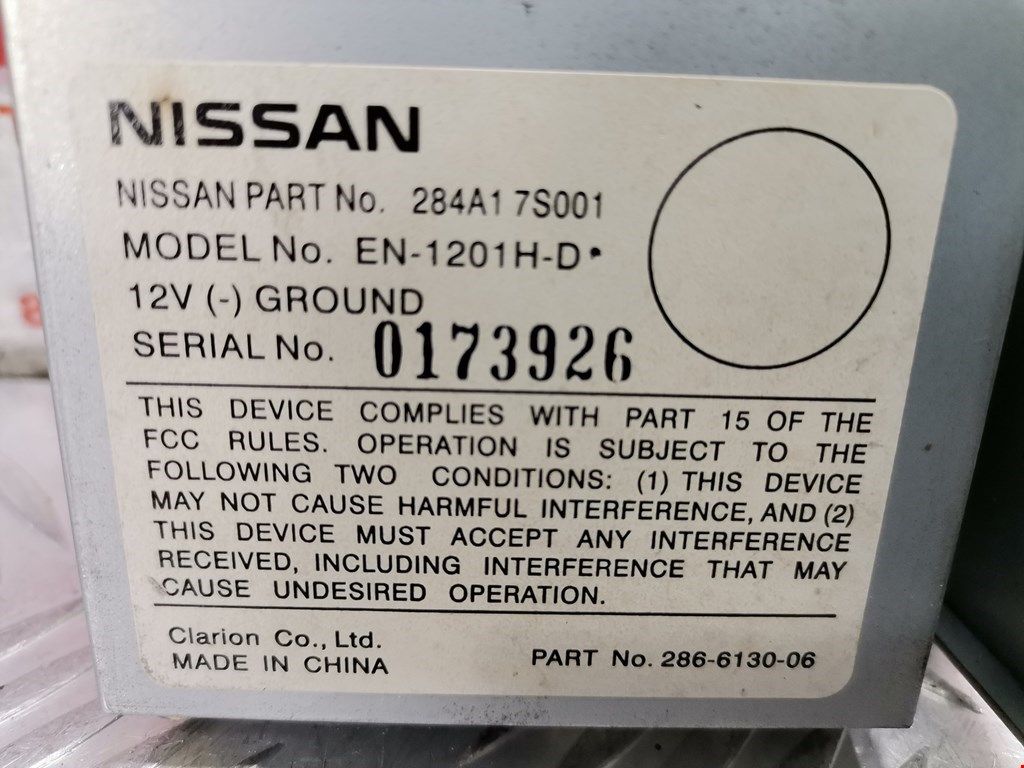 NISSAN
NISSAN PART No. 284A1 7S001
MODEL No. EN-1201H-D•
12V (-) GROUND
SERIAL No. 0173926
THIS DEVICE COMPLIES WITH PART 15 OF THE
FCC RULES. OPERATION IS SUBJECT TO THE
FOLLOWING TWO CONDITIONS: (1) THIS DEVICE
MAY NOT CAUSE HARMFUL INTERFERENCE, AND (2)
THIS DEVICE MUST ACCEPT ANY INTERFERENCE
RECEIVED, INCLUDING INTERFERENCE THAT MAY
CAUSE UNDESIRED OPERATION.
Clarion Co., Ltd.
MADE IN CHINA
PART No. 286-6130-06